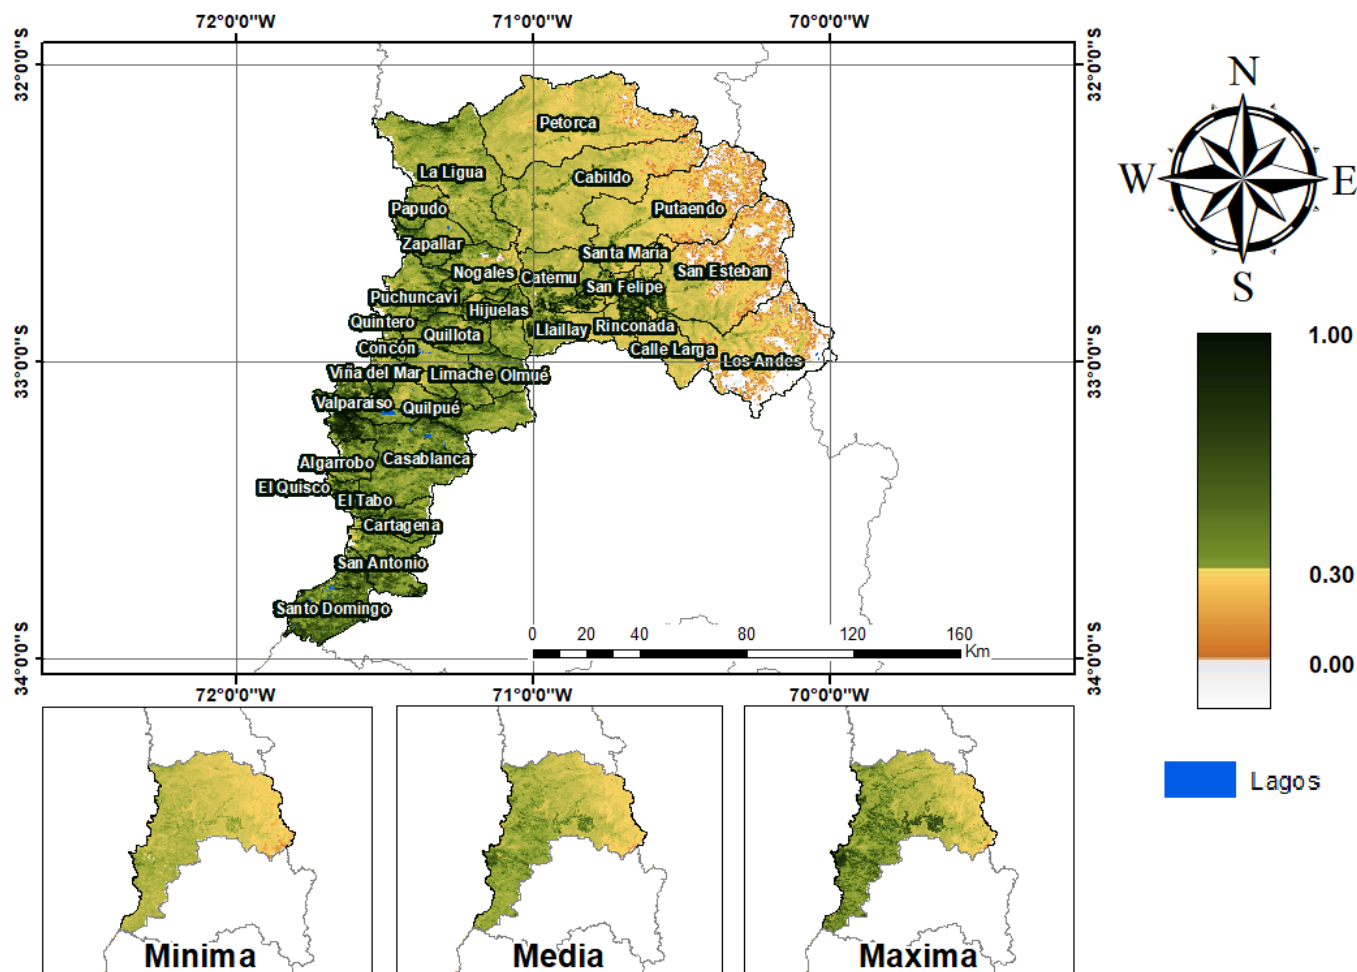 72°0'0"W 71°0'0"W 70°0'0"W
32°0'0"S
32°0'0"S
N
W
E
S
Petorca
La Ligua
Cabildo
Papudo
Putaendo
Zapallar
Santa María
Nogales
Catemu
San Esteban
San Felipe
Puchuncaví
Hijuelas
Quintero
Quillota
Llaillay
Rinconada
Concón
Calle Larga
Los Andes
33°0'0"S
33°0'0"S
Viña del Mar
Limache
Olmué
Valparaíso
Quilpué
Algarrobo
Casablanca
El Quisco
El Tabo
Cartagena
San Antonio
Santo Domingo
0 20 40 80 120 160
Km
34°0'0"S
34°0'0"S
72°0'0"W 71°0'0"W 70°0'0"W
1.00
0.30
0.00
Lagos
Minima
Media
Maxima